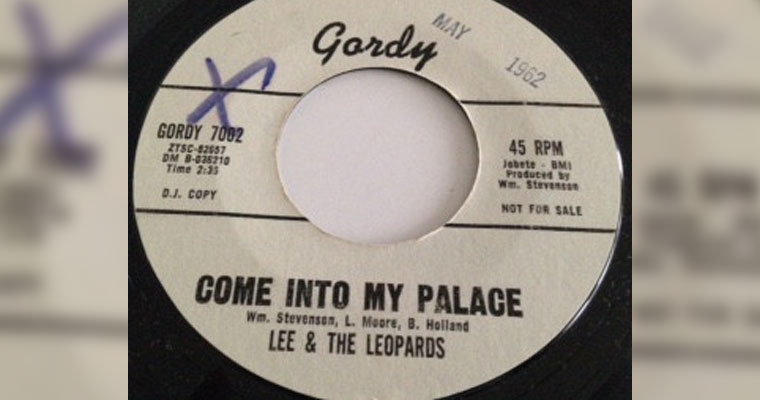 Gordy
MAY 1962
X
GORDY 7002
ZTSC-82657
DM B-036210
Time 2:35
D.J. COPY
45 RPM
Jobete - BMI
Produced by
Wm. Stevenson
NOT FOR SALE
COME INTO MY PALACE
Wm. Stevenson, L. Moore, B. Holland
LEE & THE LEOPARDS